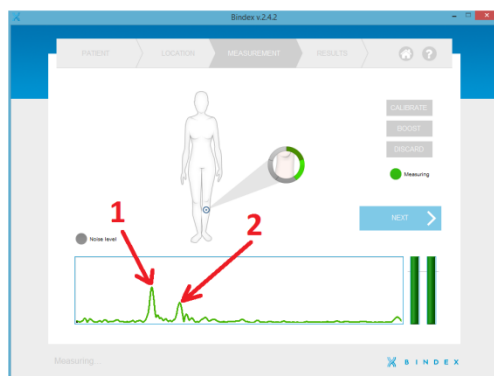 Bindex v.2.4.2
PATIENT LOCATION MEASUREMENT RESULTS ?
CALIBRATE
BOOST
DISCARD
Measuring
NEXT
1 2
Noise level
Measuring ...
BINDEX